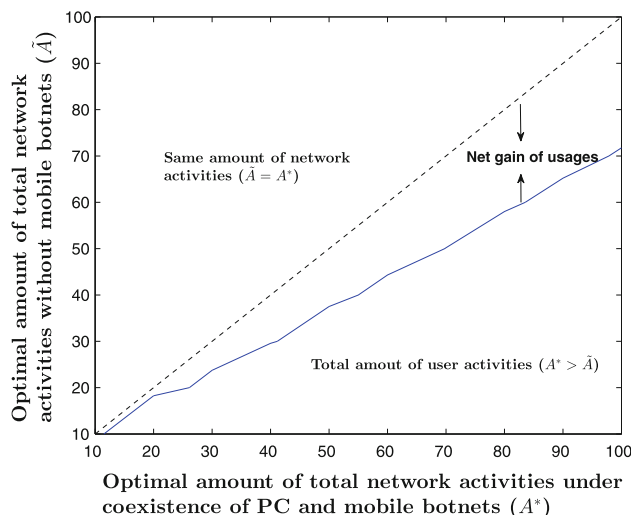 Optimal amount of total network
activities without mobile botnets (Ã)
100
90
80
70
60
50
40
30
20
10
Same amount of network
activities (Ã = A*)
Net gain of usages
Total amout of user activities (A* > Ã)
10 20 30 40 50 60 70 80 90 100
Optimal amount of total network activities under
coexistence of PC and mobile botnets (A*)